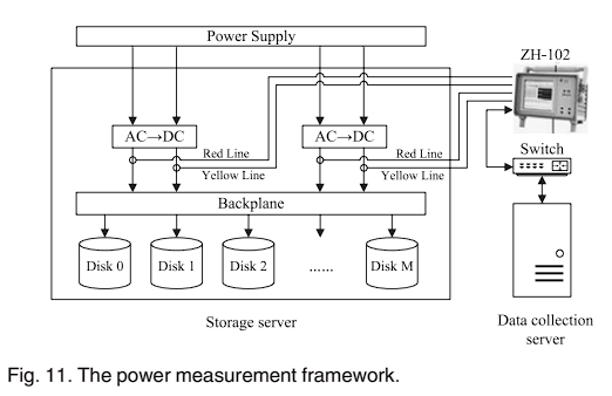 Power Supply
ZH-102
AC→DC
AC→DC
Red Line
Red Line
Switch
Yellow Line
Yellow Line
Backplane
Disk 0
Disk 1
Disk 2
......
Disk M
Storage server
Data collection
server
Fig. 11. The power measurement framework.